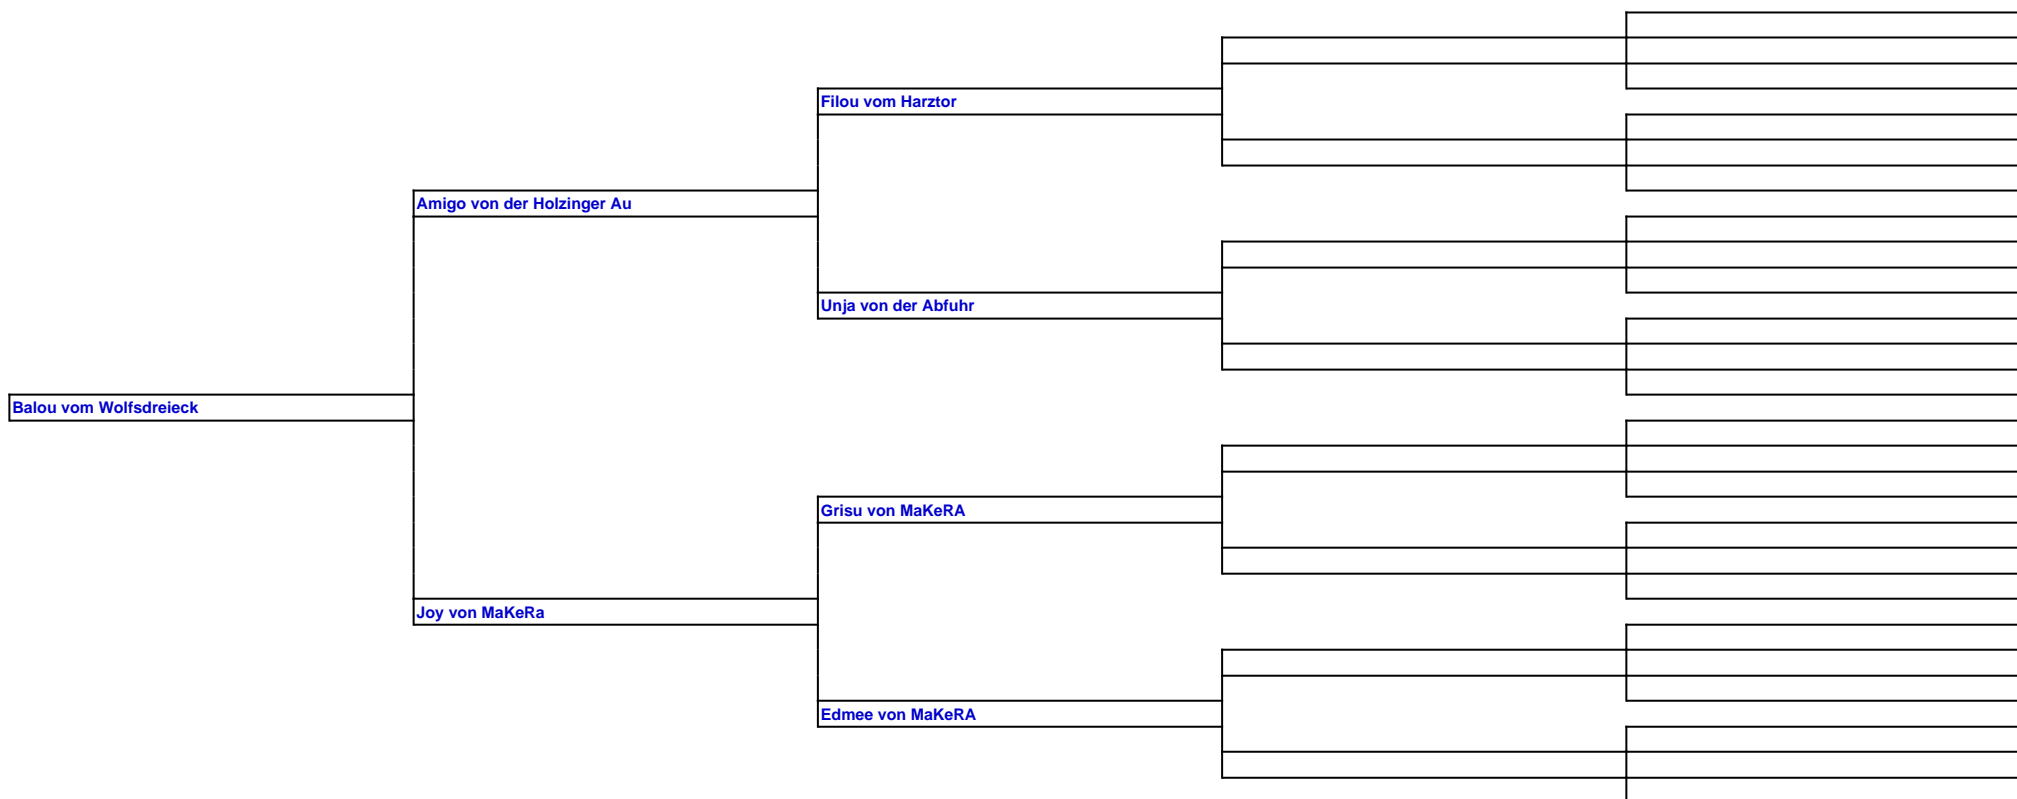 Filou vom Harztor
Amigo von der Holzinger Au
Unja von der Abfuhr
Balou vom Wolfsdreieck
Grisu von MaKeRA
Joy von MaKeRa
Edmee von MaKeRA